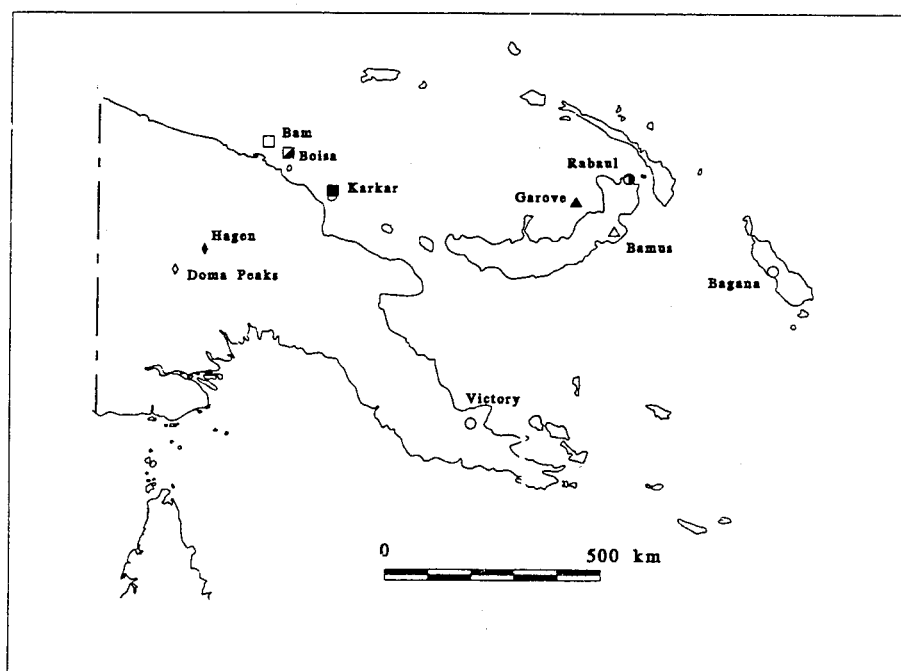 Bam
Boisa
Karkar
Rabaul
Garove
Hagen
Bamus
Doma Peaks
Bagana
Victory
0 500 km